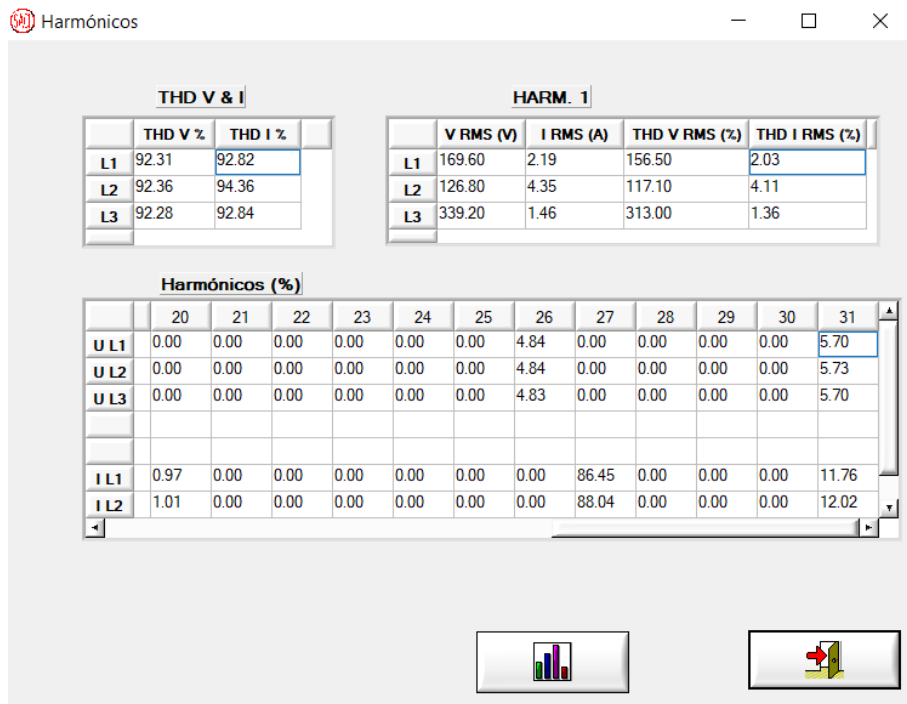 SACI Harmónicos
THD V & I
THD V % THD I %
L1 92.31 92.82
L2 92.36 94.36
L3 92.28 92.84
HARM. 1
V RMS (V) I RMS (A) THD V RMS (%) THD I RMS (%)
L1 169.60 2.19 156.50 2.03
L2 126.80 4.35 117.10 4.11
L3 339.20 1.46 313.00 1.36
Harmónicos (%)
20 21 22 23 24 25 26 27 28 29 30 31
U L1 0.00 0.00 0.00 0.00 0.00 0.00 4.84 0.00 0.00 0.00 0.00 5.70
U L2 0.00 0.00 0.00 0.00 0.00 0.00 4.84 0.00 0.00 0.00 0.00 5.73
U L3 0.00 0.00 0.00 0.00 0.00 0.00 4.83 0.00 0.00 0.00 0.00 5.70
I L1 0.97 0.00 0.00 0.00 0.00 0.00 0.00 86.45 0.00 0.00 0.00 11.76
I L2 1.01 0.00 0.00 0.00 0.00 0.00 0.00 88.04 0.00 0.00 0.00 12.02